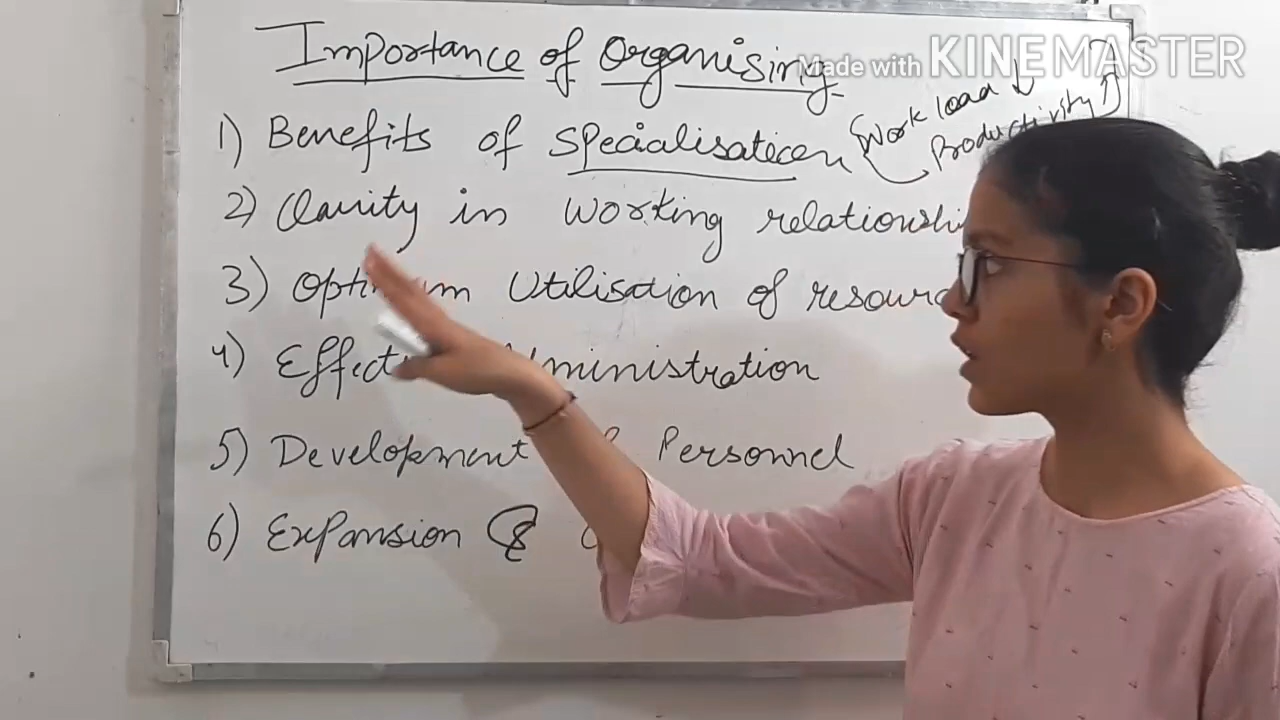 Importance of Organising
Made with KINEMASTER
1) Benefits of Specialisation { Work load ↓
Productivity ↑
2) Clarity in Working
3) Utilisation of
4)
5) Development Personnel
6) Expansion &